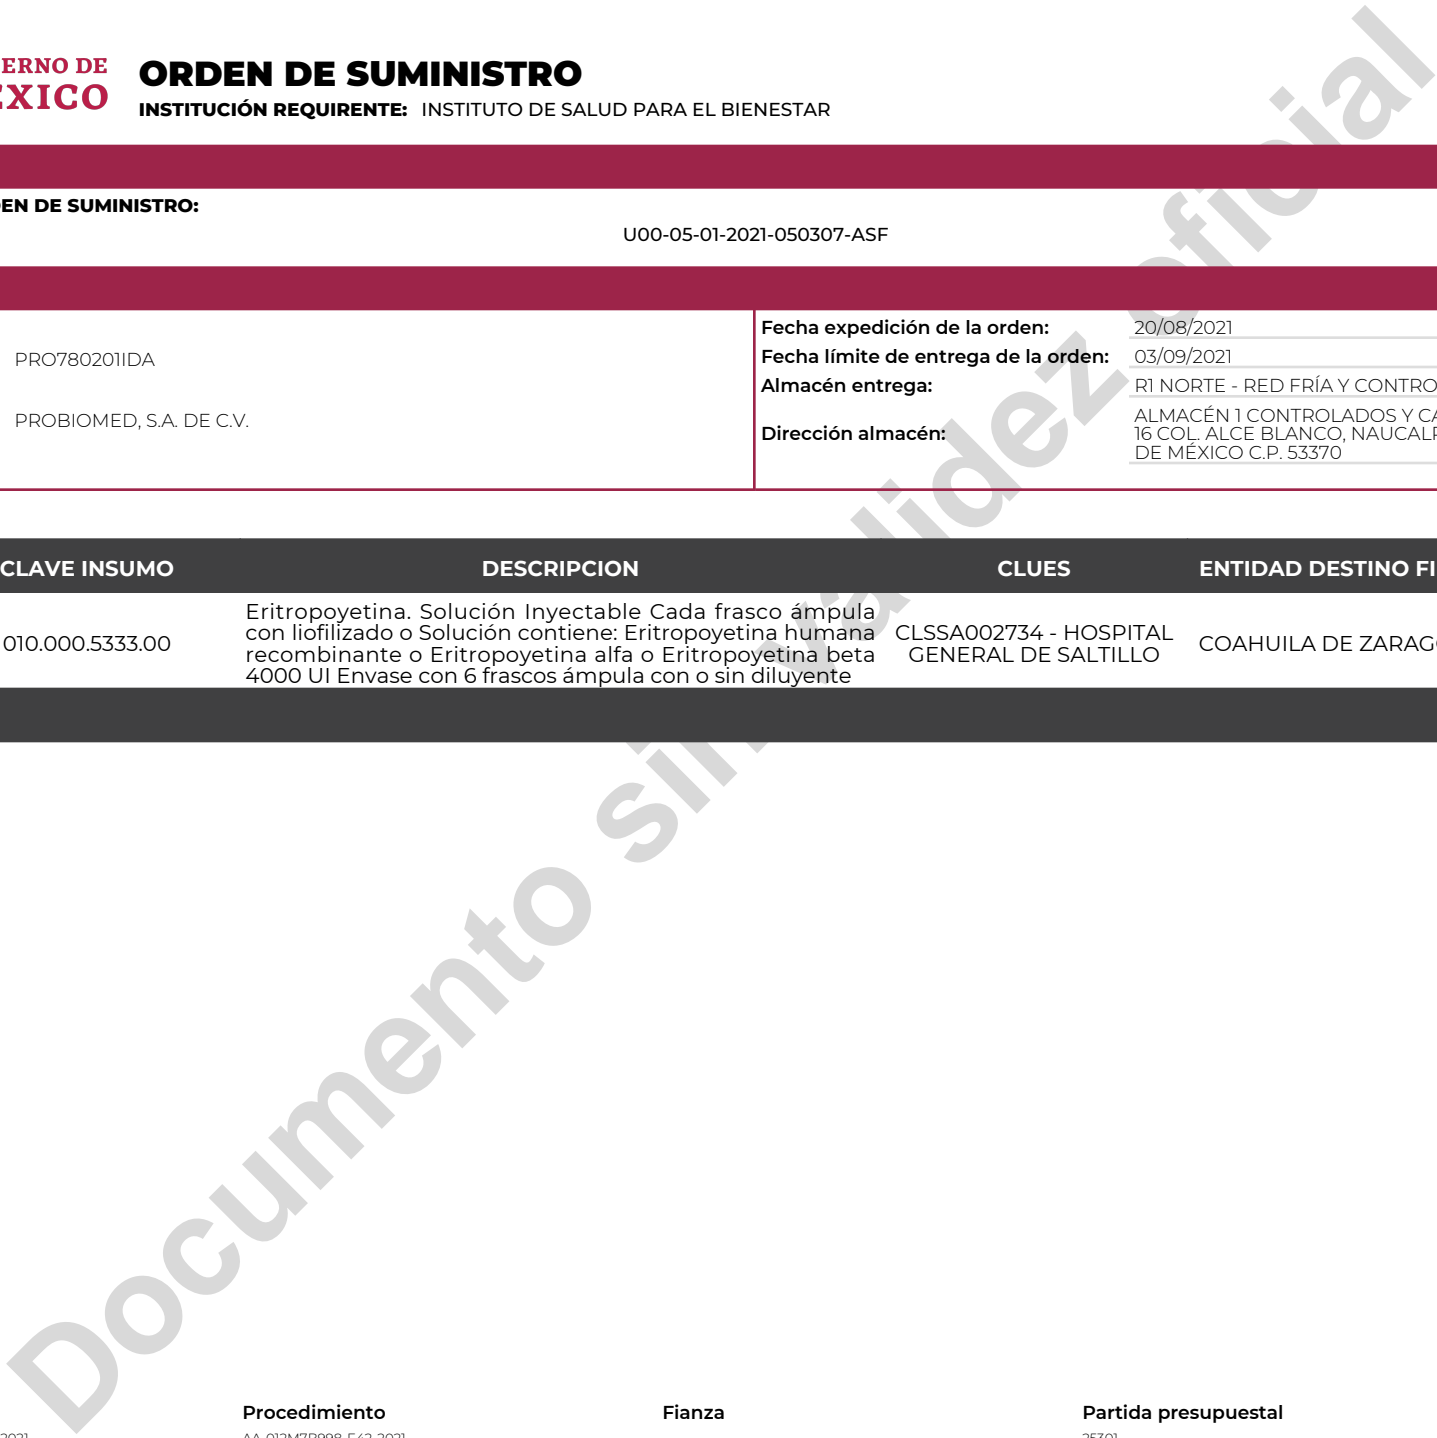 ERNO DE
ÉXICO
ORDEN DE SUMINISTRO
INSTITUCIÓN REQUIRENTE: INSTITUTO DE SALUD PARA EL BIENESTAR
EN DE SUMINISTRO:
U00-05-01-2021-050307-ASF
PRO780201IDA
PROBIOMED, S.A. DE C.V.
Fecha expedición de la orden: 20/08/2021
Fecha límite de entrega de la orden: 03/09/2021
Almacén entrega: R1 NORTE - RED FRÍA Y CONTRO
Dirección almacén:
ALMACÉN 1 CONTROLADOS Y CA
16 COL. ALCE BLANCO, NAUCALP
DE MÉXICO C.P. 53370
CLAVE INSUMO DESCRIPCION CLUES ENTIDAD DESTINO FI
010.000.5333.00
Eritropoyetina. Solución Inyectable Cada frasco ámpula
con liofilizado o Solución contiene: Eritropoyetina humana
recombinante o Eritropoyetina alfa o Eritropoyetina beta
4000 UI Envase con 6 frascos ámpula con o sin diluyente
CLSSA002734 - HOSPITAL
GENERAL DE SALTILLO
COAHUILA DE ZARAG
Documento sin validez oficial
Procedimiento Fianza Partida presupuestal